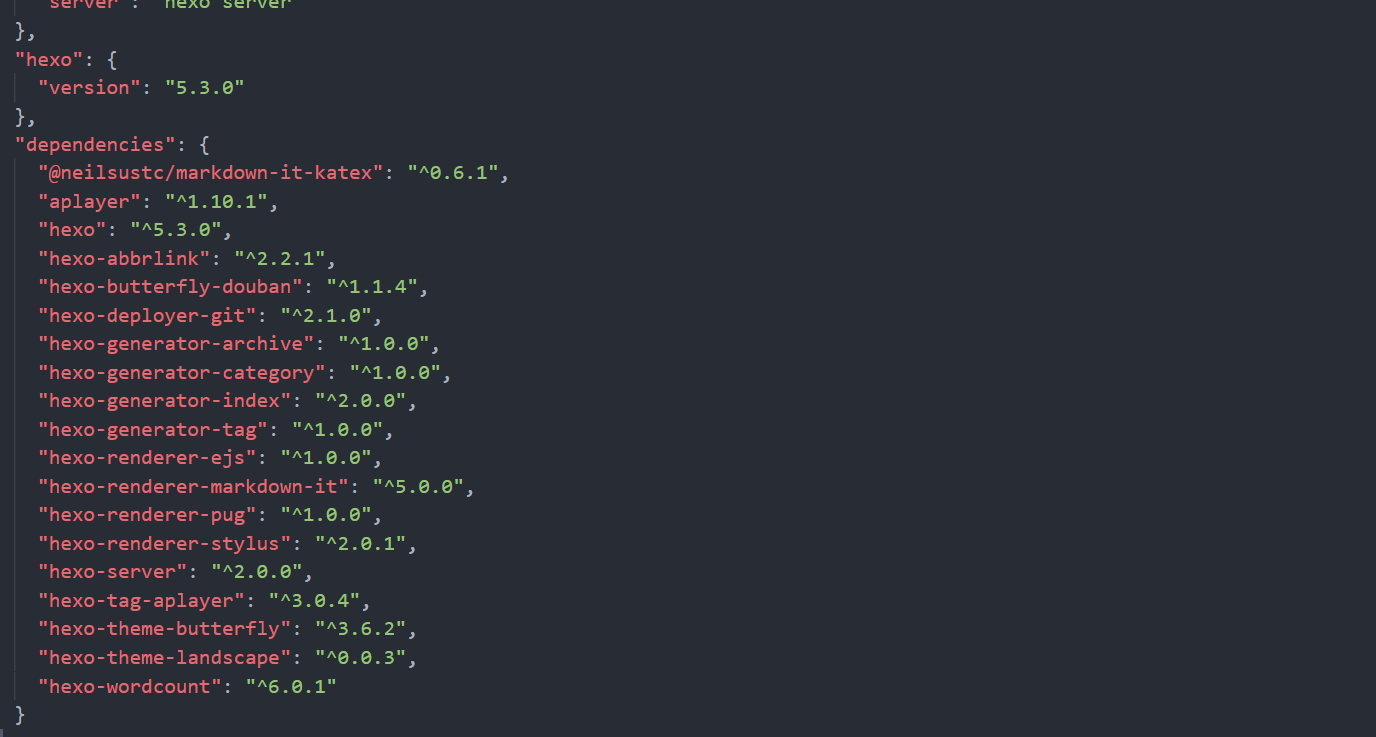 "server": "hexo server"
},
"hexo": {
"version": "5.3.0"
},
"dependencies": {
"@neilsustc/markdown-it-katex": "^0.6.1",
"aplayer": "^1.10.1",
"hexo": "^5.3.0",
"hexo-abbrlink": "^2.2.1",
"hexo-butterfly-douban": "^1.1.4",
"hexo-deployer-git": "^2.1.0",
"hexo-generator-archive": "^1.0.0",
"hexo-generator-category": "^1.0.0",
"hexo-generator-index": "^2.0.0",
"hexo-generator-tag": "^1.0.0",
"hexo-renderer-ejs": "^1.0.0",
"hexo-renderer-markdown-it": "^5.0.0",
"hexo-renderer-pug": "^1.0.0",
"hexo-renderer-stylus": "^2.0.1",
"hexo-server": "^2.0.0",
"hexo-tag-aplayer": "^3.0.4",
"hexo-theme-butterfly": "^3.6.2",
"hexo-theme-landscape": "^0.0.3",
"hexo-wordcount": "^6.0.1"
}